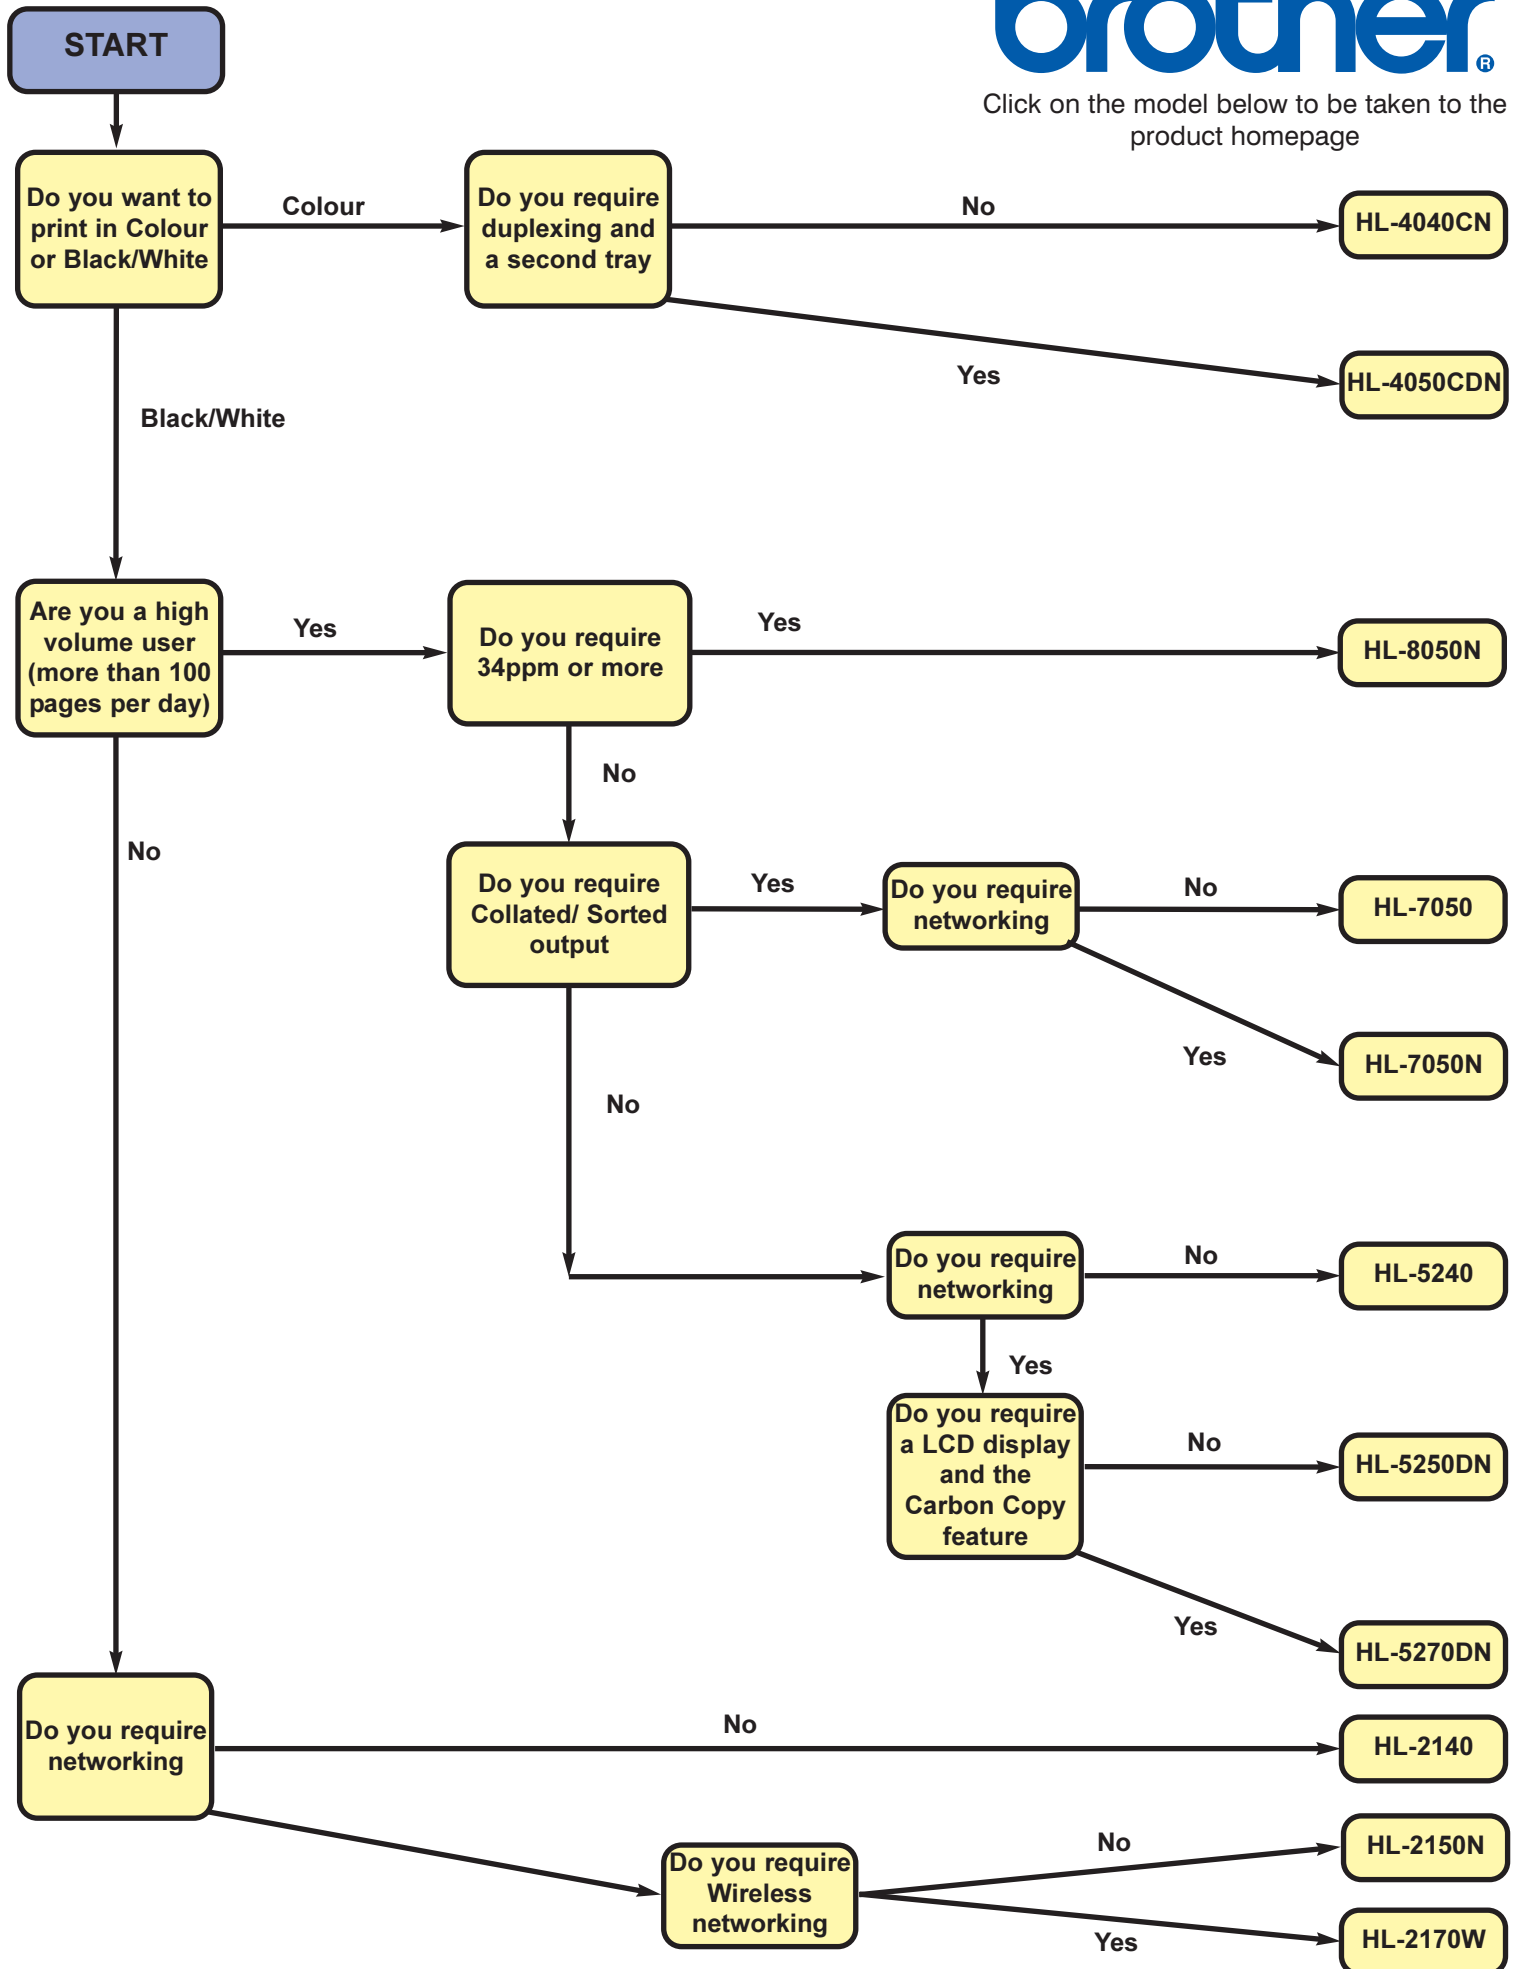 brother®
START
Click on the model below to be taken to the
product homepage
Do you want to
print in Colour
or Black/White
Colour
Do you require
duplexing and
a second tray
No
HL-4040CN
Yes
HL-4050CDN
Black/White
Are you a high
volume user
(more than 100
pages per day)
Yes
Do you require
34ppm or more
Yes
HL-8050N
No
No
Do you require
Collated/ Sorted
output
Yes
Do you require
networking
No
HL-7050
Yes
HL-7050N
No
Do you require
networking
No
HL-5240
Yes
Do you require
a LCD display
and the
Carbon Copy
feature
No
HL-5250DN
Yes
HL-5270DN
Do you require
networking
No
HL-2140
Do you require
Wireless
networking
No
HL-2150N
Yes
HL-2170W